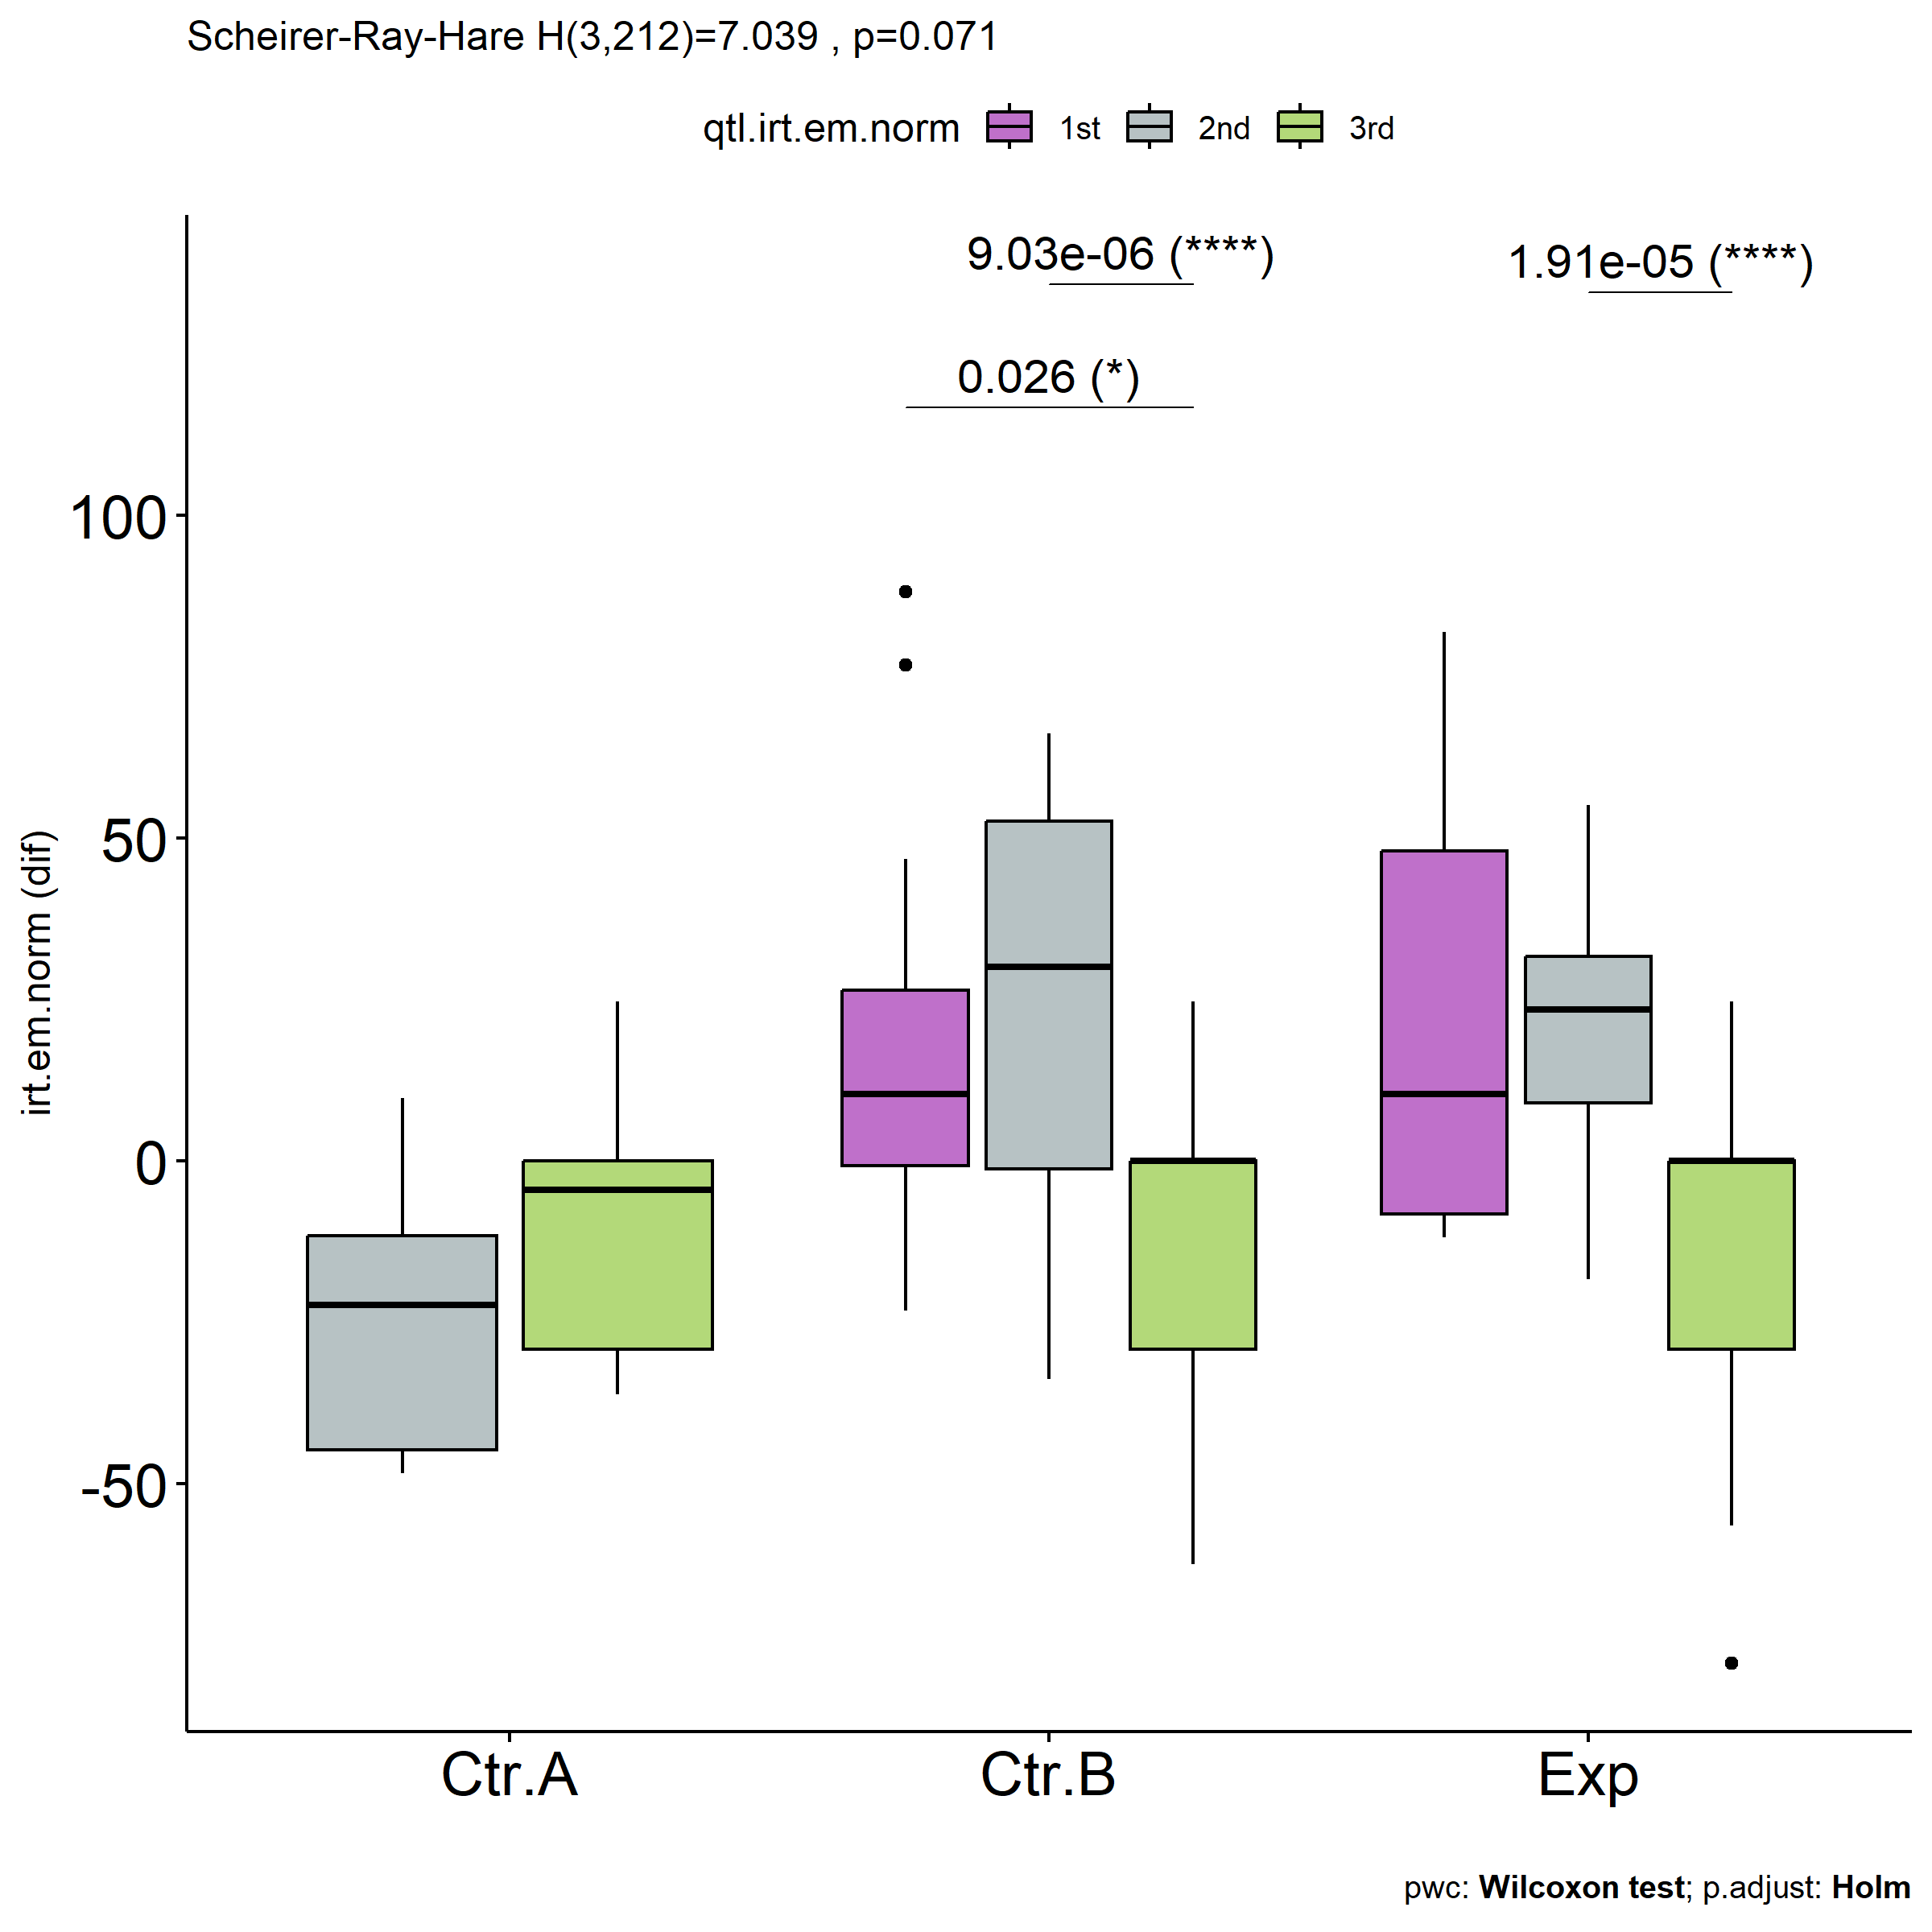 Scheirer-Ray-Hare H(3,212)=7.039 , p=0.071
qtl.irt.em.norm 1st 2nd 3rd
9.03e-06 (****)
1.91e-05 (****)
0.026 (*)
100
50
0
-50
irt.em.norm (dif)
Ctr.A Ctr.B Exp
pwc: Wilcoxon test; p.adjust: Holm